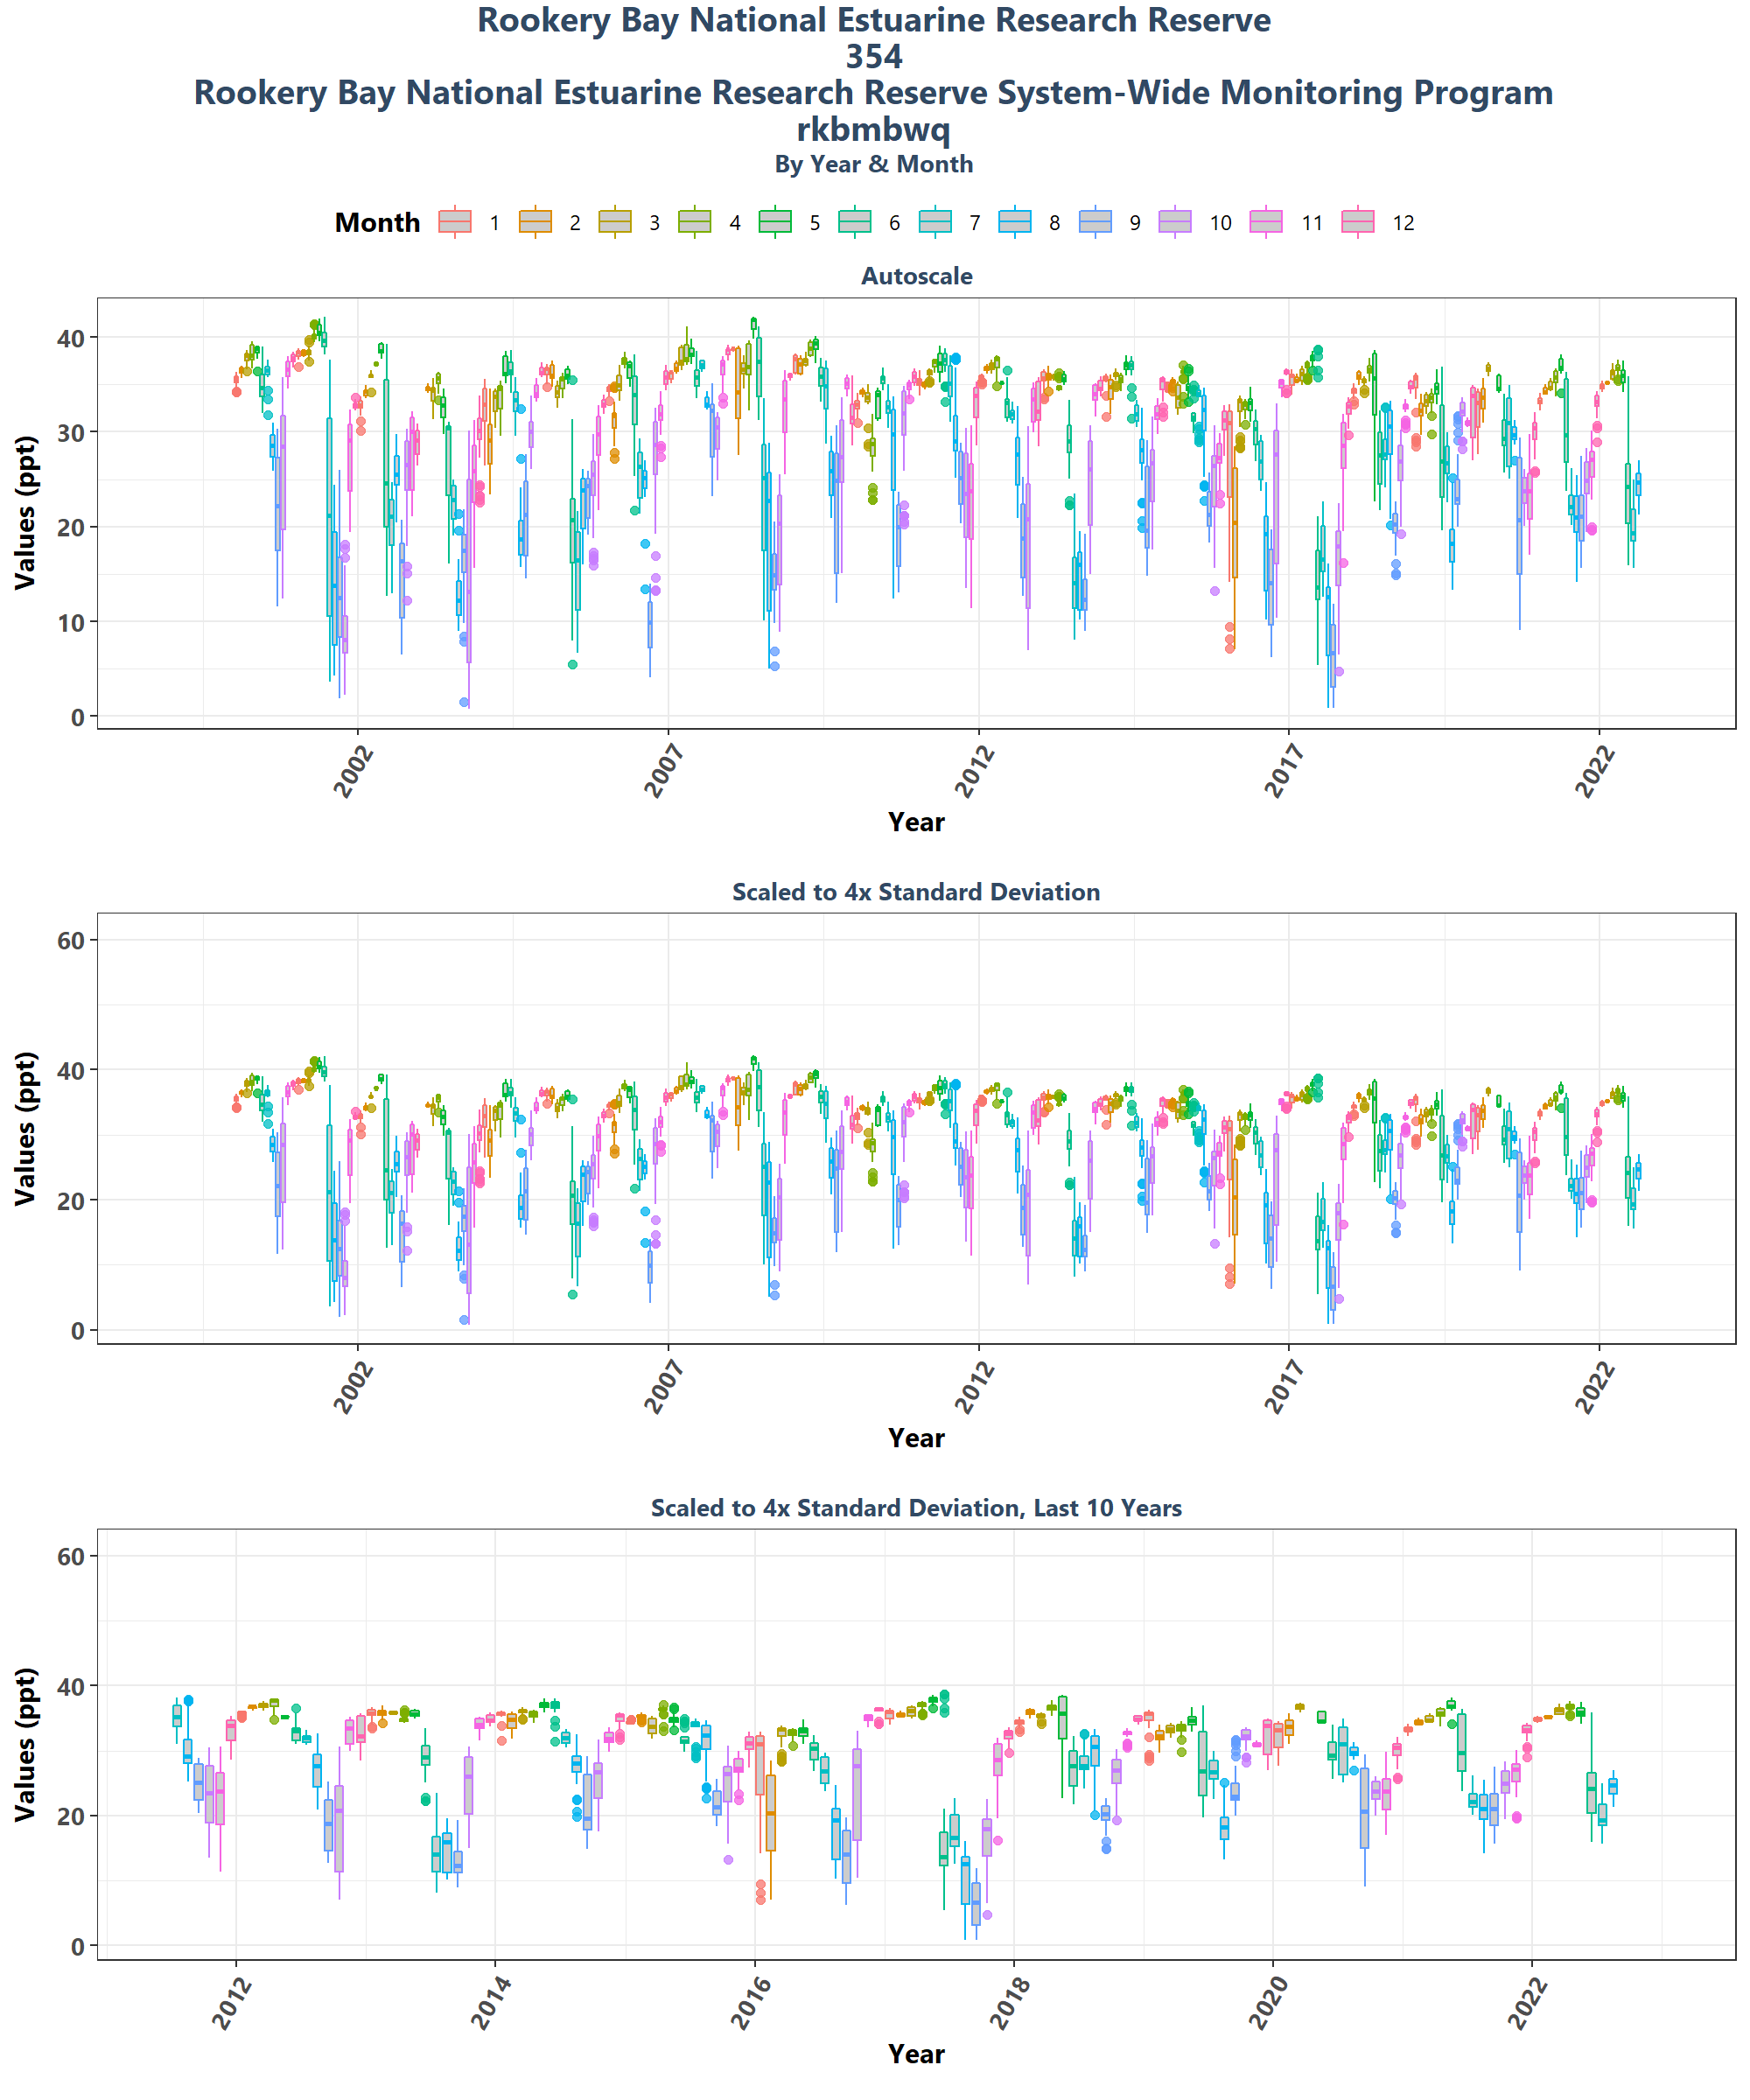 Rookery Bay National Estuarine Research Reserve
354
Rookery Bay National Estuarine Research Reserve System-Wide Monitoring Program
rkbmbwq
By Year & Month
Month 1 2 3 4 5 6 7 8 9 10 11 12
Autoscale
Values (ppt)
40
30
20
10
0
2002 2007 2012 2017 2022
Year
Scaled to 4x Standard Deviation
Values (ppt)
60
40
20
0
2002 2007 2012 2017 2022
Year
Scaled to 4x Standard Deviation, Last 10 Years
Values (ppt)
60
40
20
0
2012 2014 2016 2018 2020 2022
Year